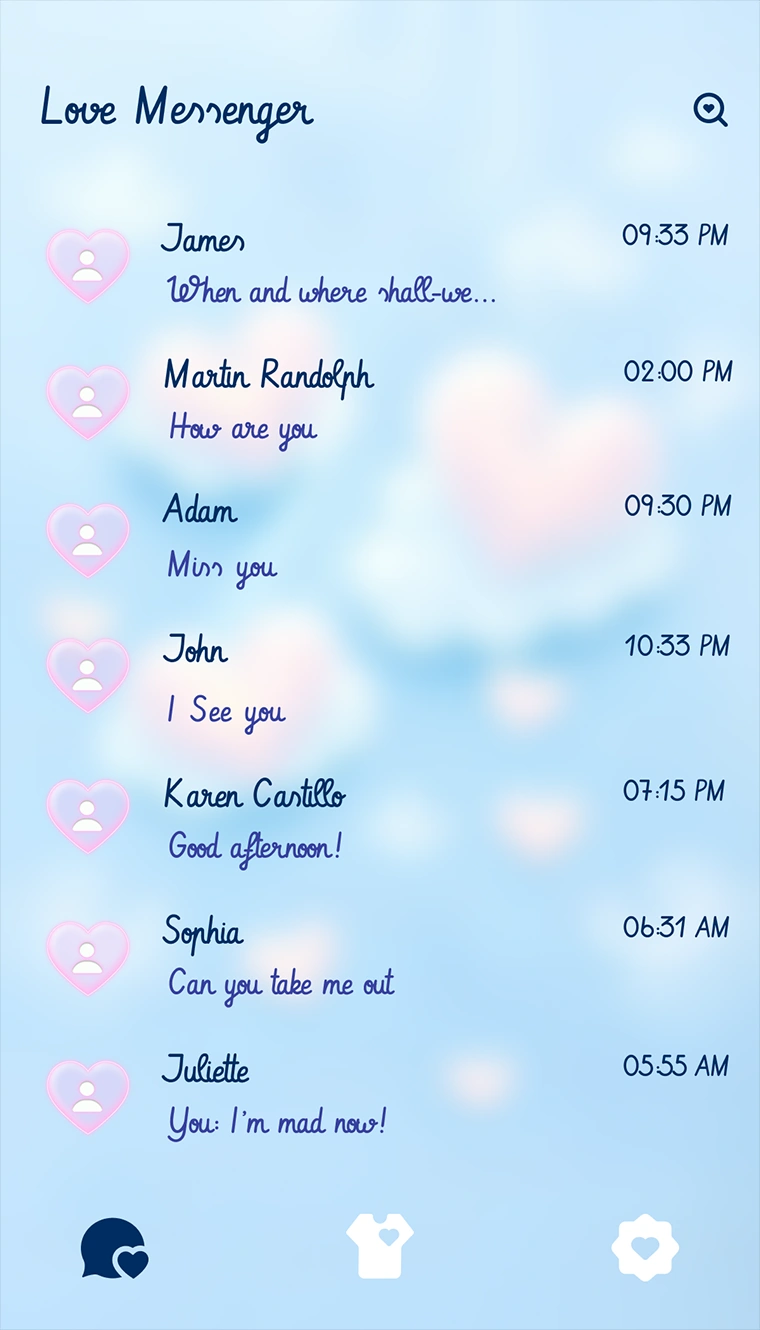 Love Messenger
James 09:33 PM
When and where shall-we...
Martin Randolph 02:00 PM
How are you
Adam 09:30 PM
Miss you
John 10:33 PM
I See you
Karen Castillo 07:15 PM
Good afternoon!
Sophia 06:31 AM
Can you take me out
Juliette 05:55 AM
You: I'm mad now!